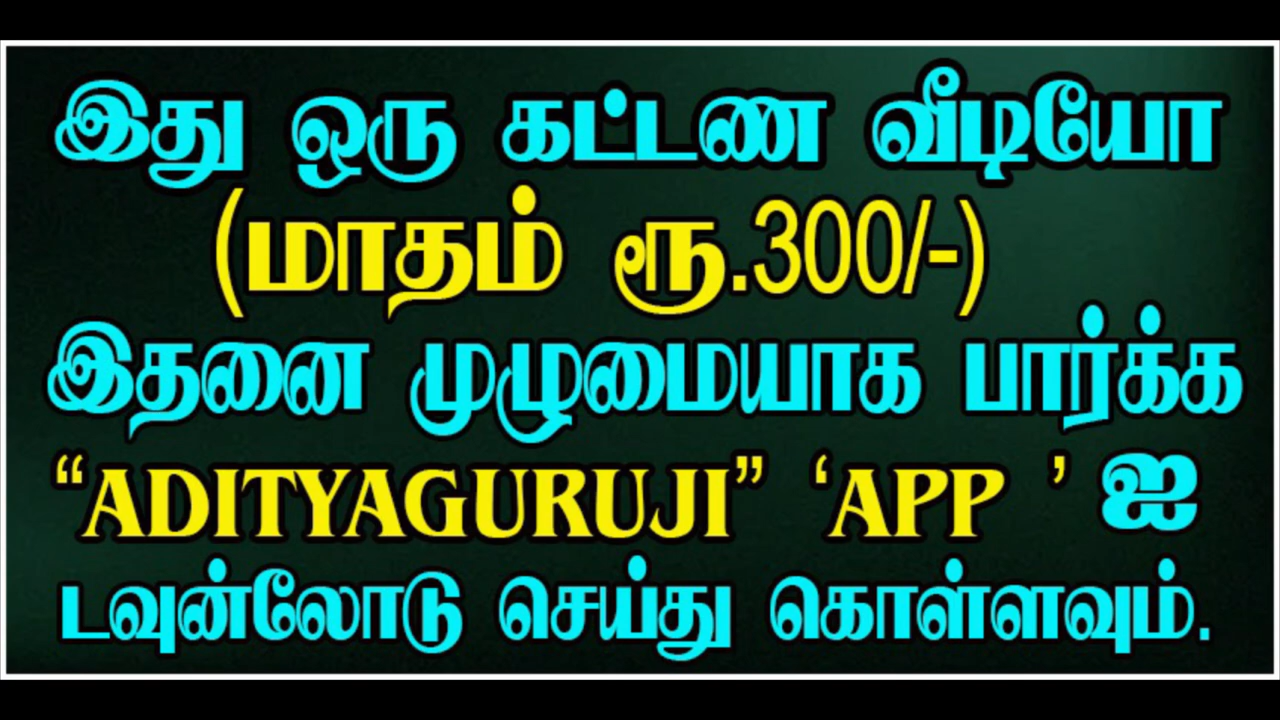 இது ஒரு கட்டண வீடியோ
(மாதம் ரூ.300/-)
இதனை முழுமையாக பார்க்க
“ADITYAGURUJI” ‘APP ’ ஐ
டவுன்லோடு செய்து கொள்ளவும்.